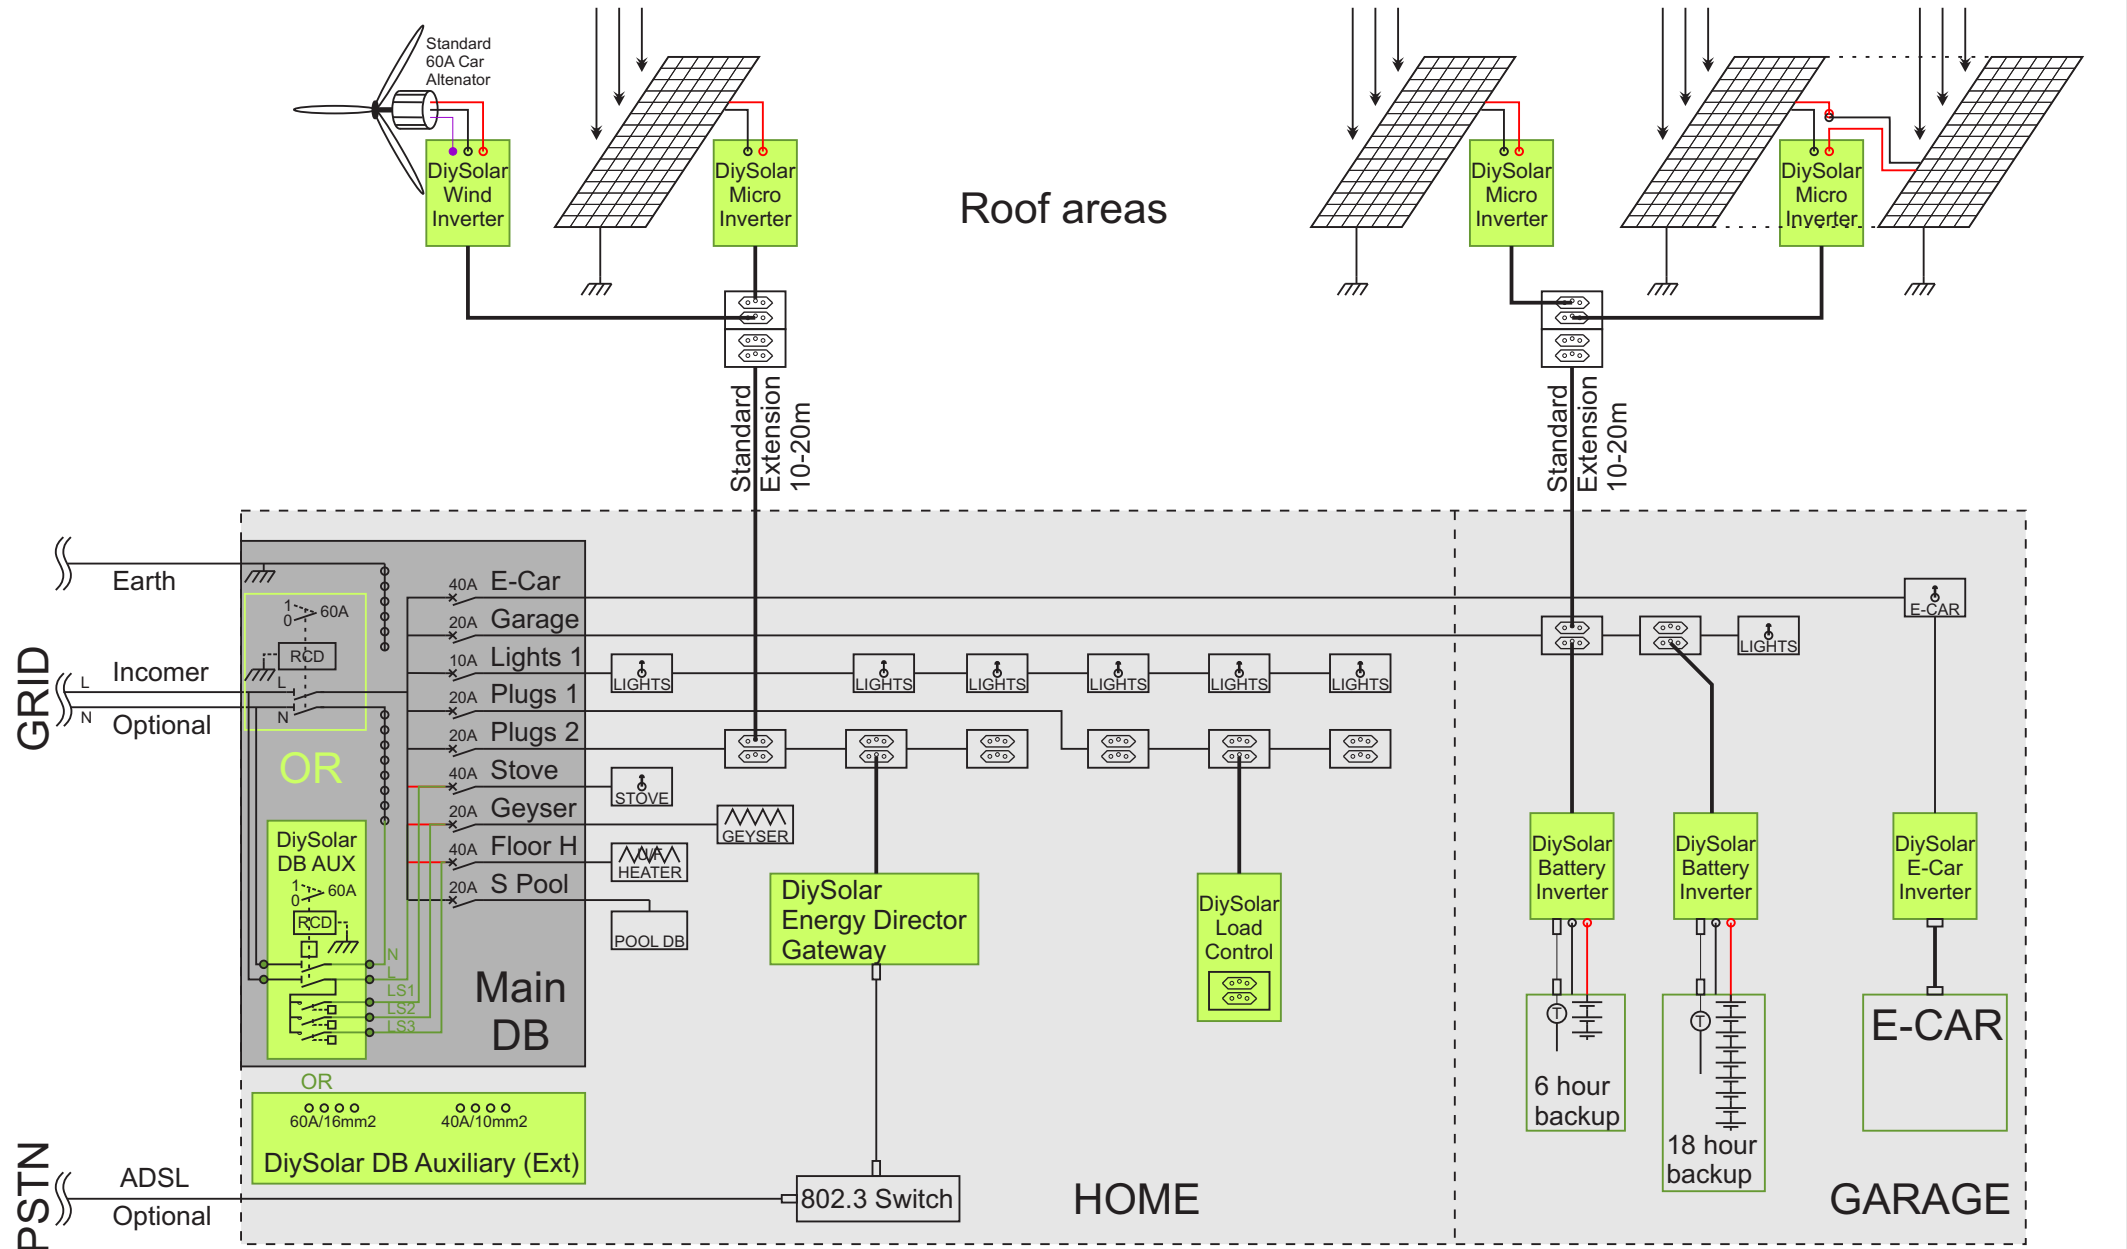 Standard
60A Car
Altenator
DiySolar
Wind
Inverter
DiySolar
Micro
Inverter
Roof areas
DiySolar
Micro
Inverter
DiySolar
Micro
Inverter
Standard
Extension
10-20m
Standard
Extension
10-20m
GRID
Earth
L
Incomer
N
Optional
1
0
60A
RCD
L
N
OR
40A E-Car
20A Garage
10A Lights 1
20A Plugs 1
20A Plugs 2
40A Stove
20A Geyser
40A Floor H
20A S Pool
E-CAR
LIGHTS
LIGHTS
LIGHTS
LIGHTS
LIGHTS
LIGHTS
LIGHTS
STOVE
GEYSER
U/F
HEATER
POOL DB
DiySolar
DB AUX
1
0
60A
RCD
N
L
LS1
LS2
LS3
Main
DB
DiySolar
Energy Director
Gateway
DiySolar
Load
Control
DiySolar
Battery
Inverter
DiySolar
Battery
Inverter
DiySolar
E-Car
Inverter
T
6 hour
backup
T
18 hour
backup
E-CAR
OR
60A/16mm2
40A/10mm2
DiySolar DB Auxiliary (Ext)
PSTN
ADSL
Optional
802.3 Switch
HOME
GARAGE